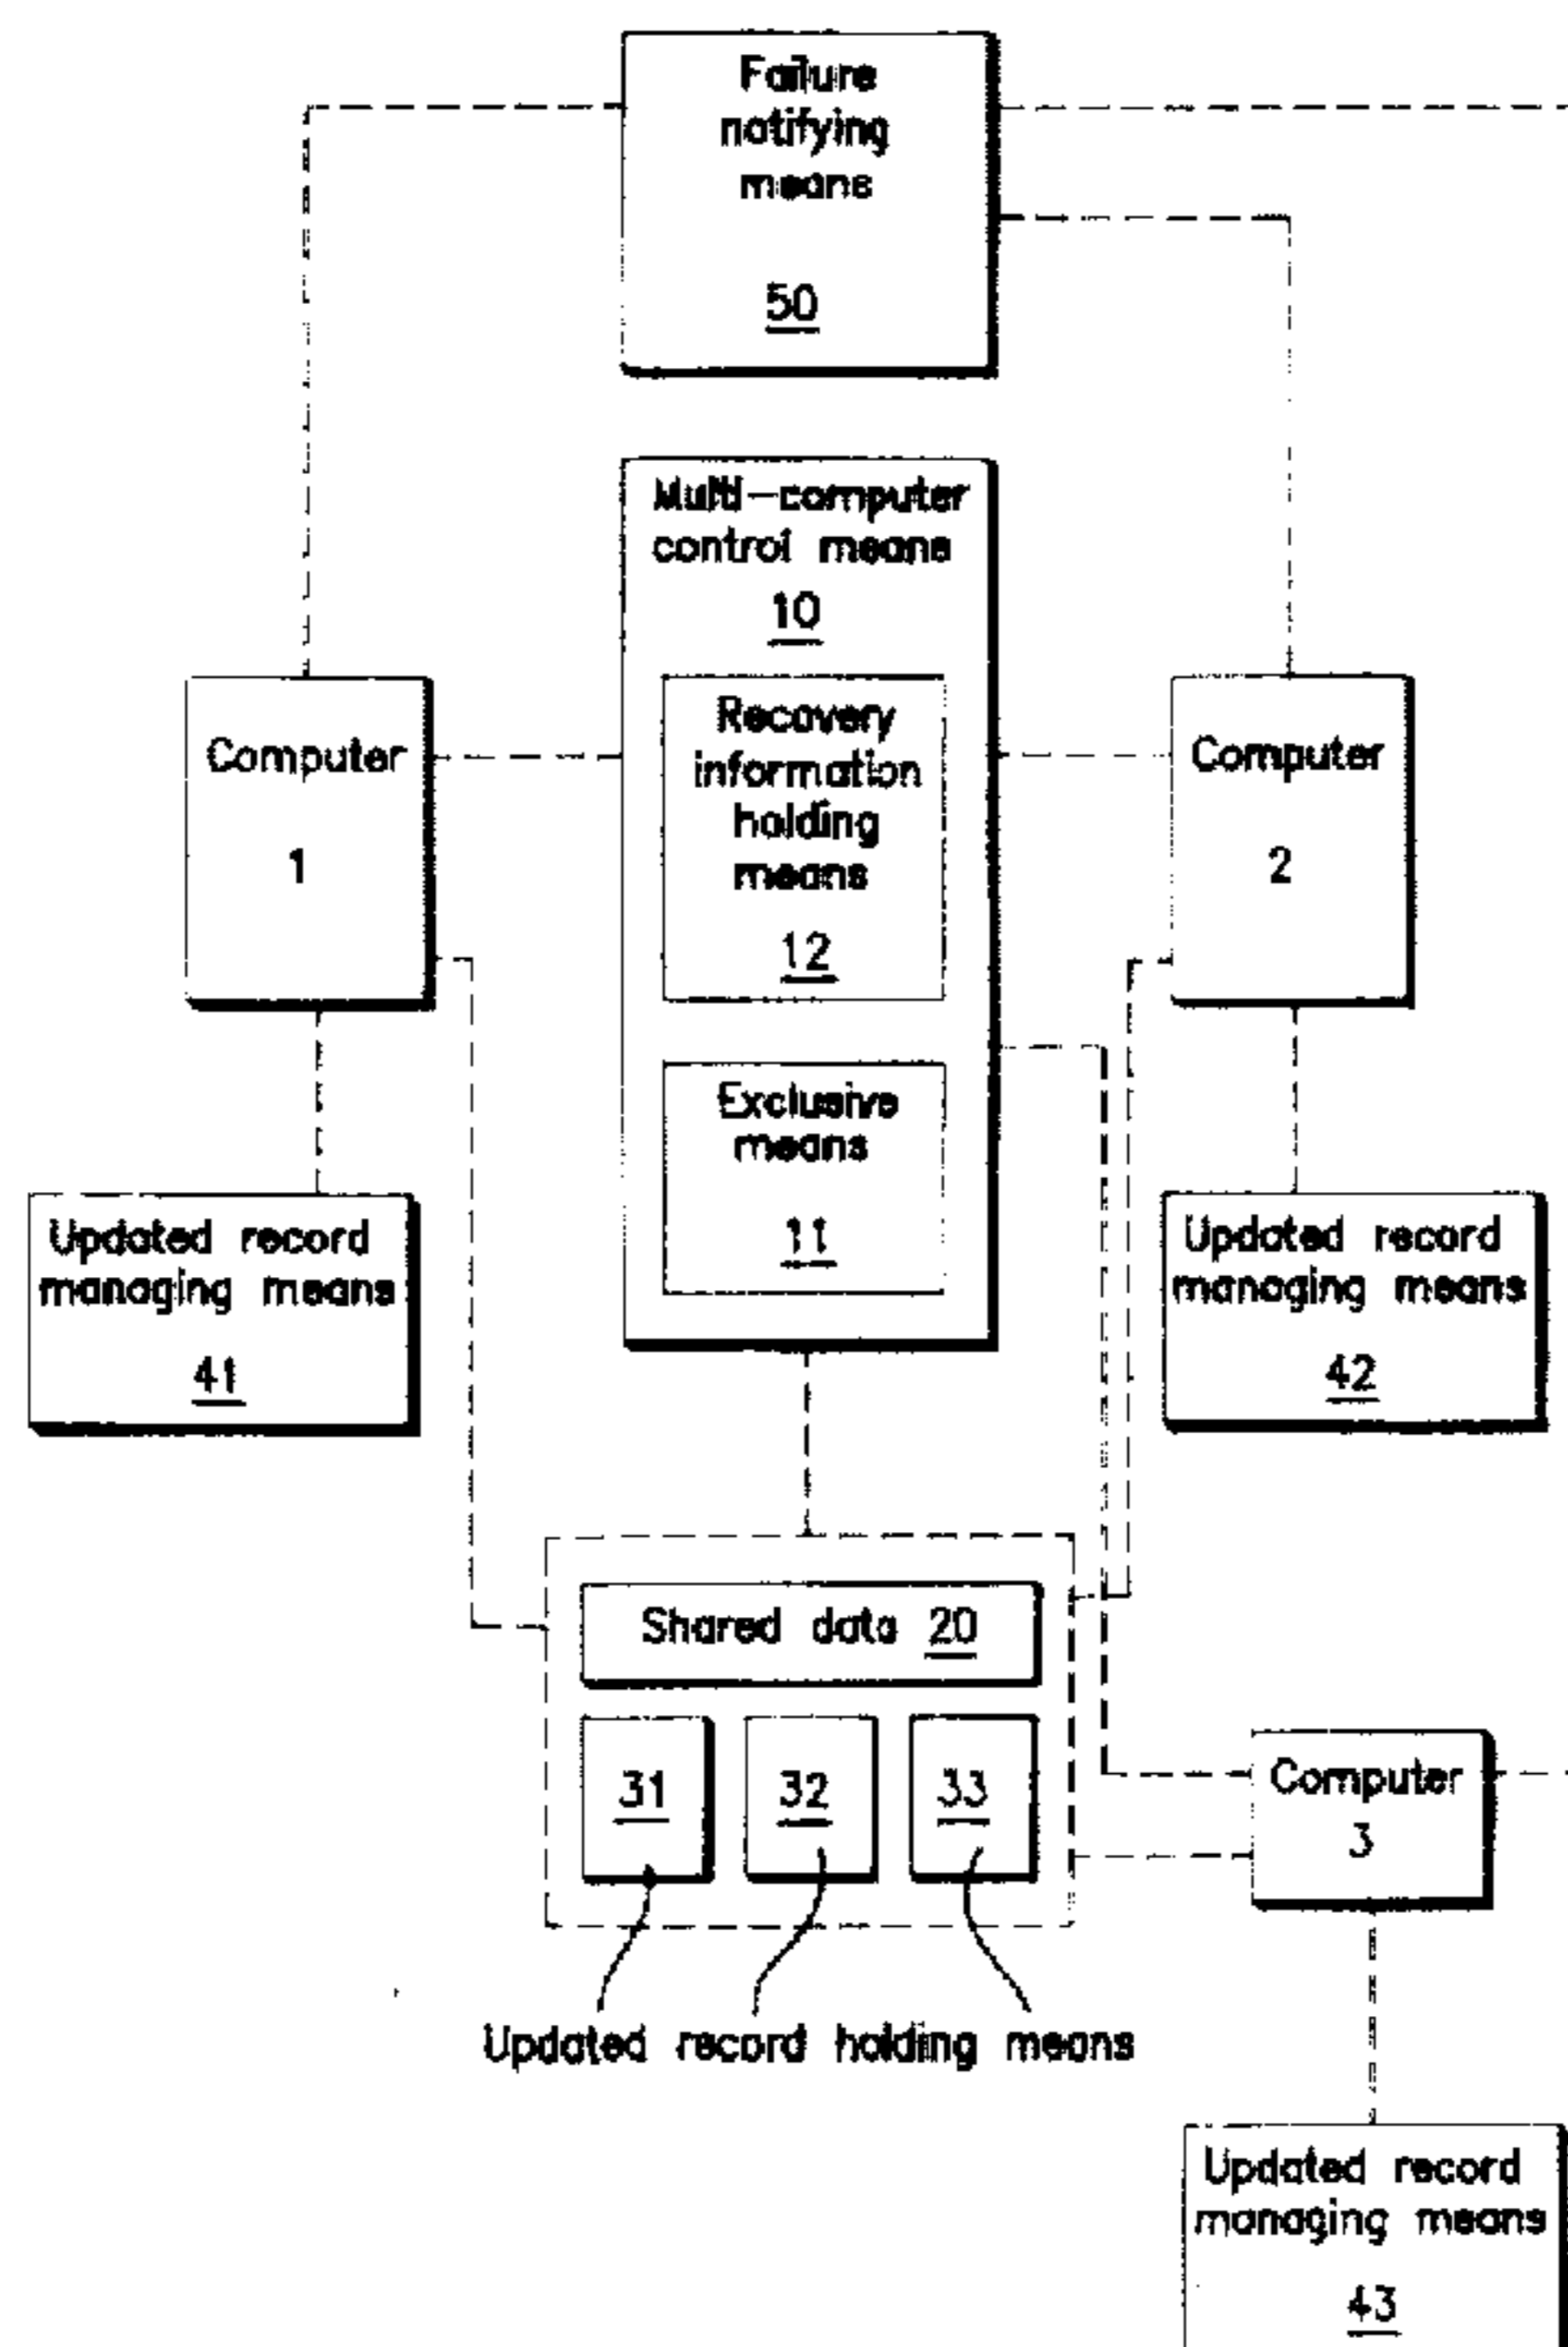 Failure
notifying
means
50
Multi-computer
control means
10
Recovery
information
holding
means
12
Exclusive
means
11
Computer
1
Computer
2
Updated record
managing means
41
Updated record
managing means
42
Shared data 20
31
32
33
Updated record holding means
Computer
3
Updated record
managing means
43